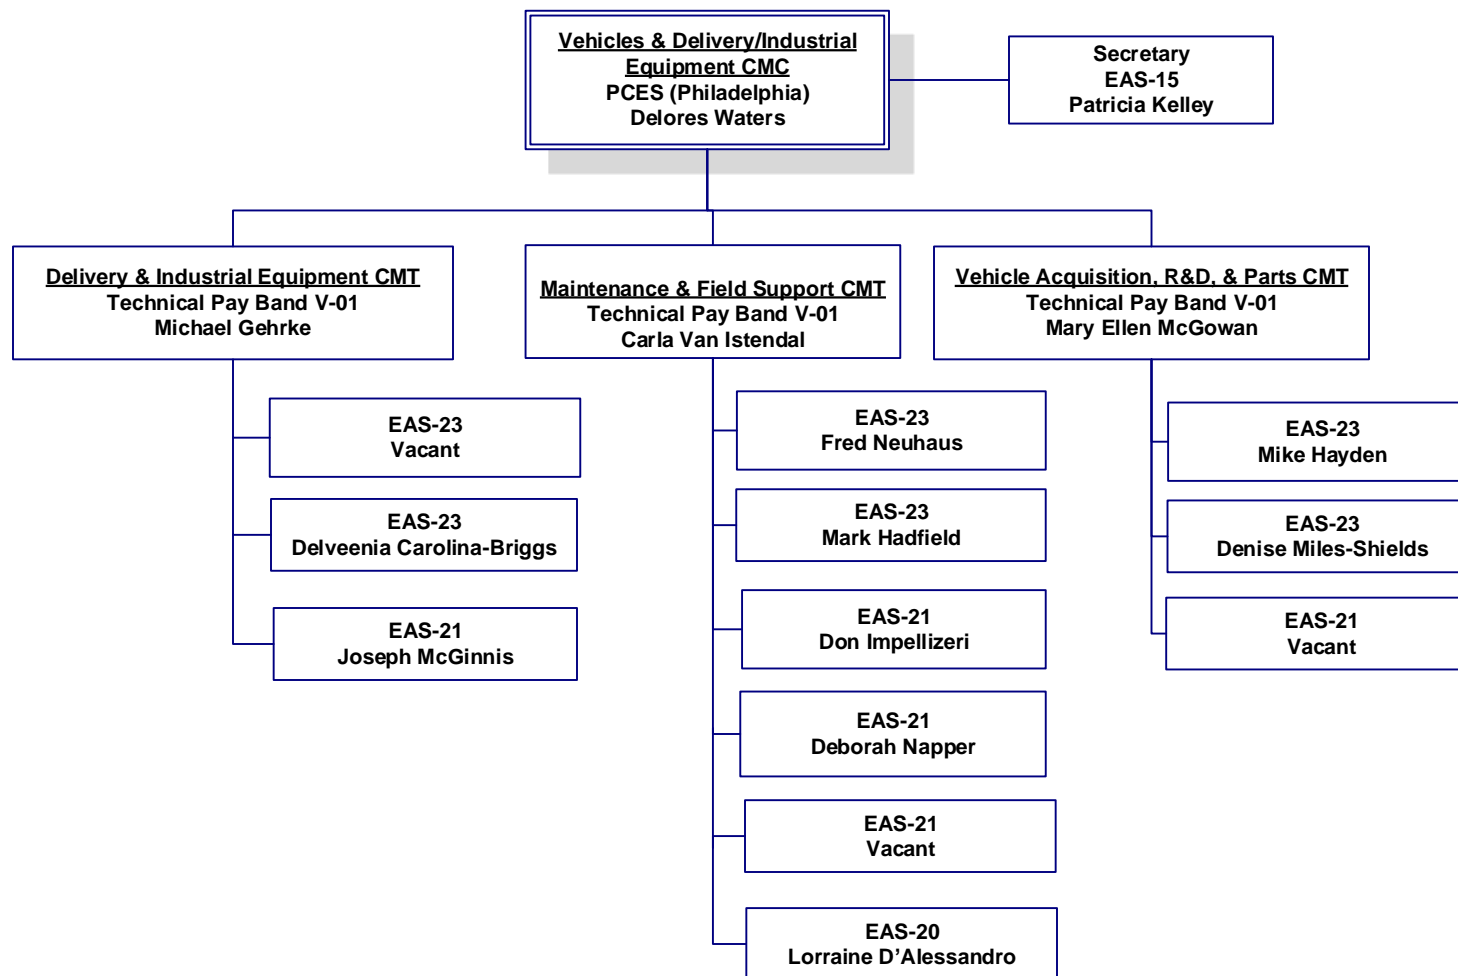 Vehicles & Delivery/Industrial
Equipment CMC
PCES (Philadelphia)
Delores Waters
Secretary
EAS-15
Patricia Kelley
Delivery & Industrial Equipment CMT
Technical Pay Band V-01
Michael Gehrke
EAS-23
Vacant
EAS-23
Delveenia Carolina-Briggs
EAS-21
Joseph McGinnis
Maintenance & Field Support CMT
Technical Pay Band V-01
Carla Van Istendal
EAS-23
Fred Neuhaus
EAS-23
Mark Hadfield
EAS-21
Don Impellizeri
EAS-21
Deborah Napper
EAS-21
Vacant
EAS-20
Lorraine D’Alessandro
Vehicle Acquisition, R&D, & Parts CMT
Technical Pay Band V-01
Mary Ellen McGowan
EAS-23
Mike Hayden
EAS-23
Denise Miles-Shields
EAS-21
Vacant